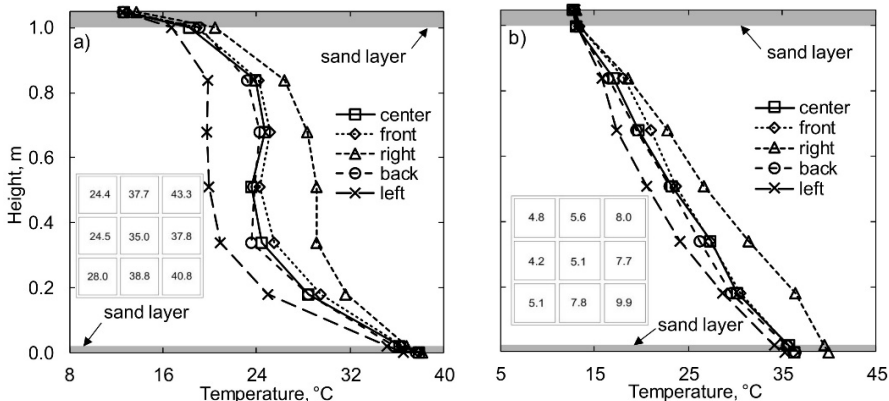 a)
sand layer
center
front
right
back
left
24.4 37.7 43.3
24.5 35.0 37.8
28.0 38.8 40.8
sand layer
Height, m
1.0
0.8
0.6
0.4
0.2
0.0
8 16 24 32 40
Temperature, °C
b)
sand layer
center
front
right
back
left
4.8 5.6 8.0
4.2 5.1 7.7
5.1 7.8 9.9
sand layer
5 15 25 35 45
Temperature, °C